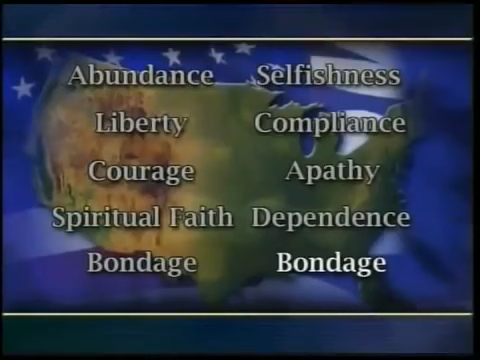 Abundance Selfishness
Liberty Compliance
Courage Apathy
Spiritual Faith Dependence
Bondage Bondage